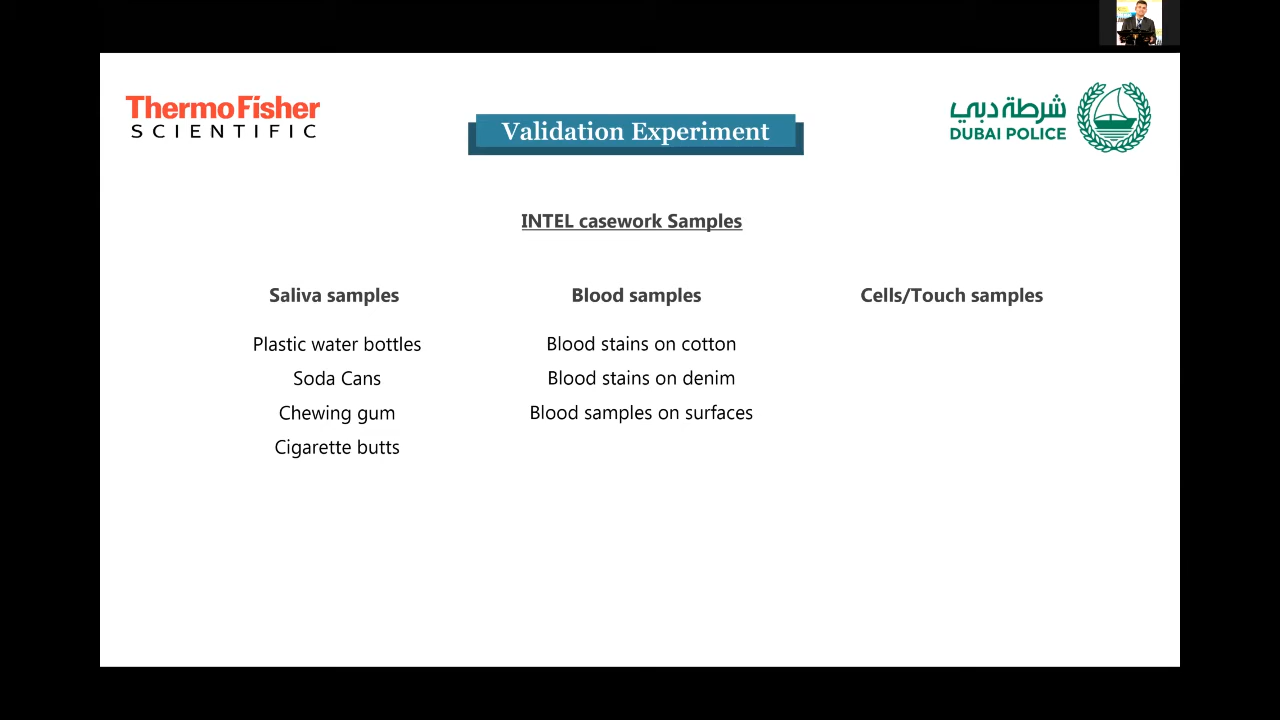 ThermoFisher
SCIENTIFIC
Validation Experiment
شرطة دبي
DUBAI POLICE
INTEL casework Samples
Saliva samples
Plastic water bottles
Soda Cans
Chewing gum
Cigarette butts
Blood samples
Blood stains on cotton
Blood stains on denim
Blood samples on surfaces
Cells/Touch samples